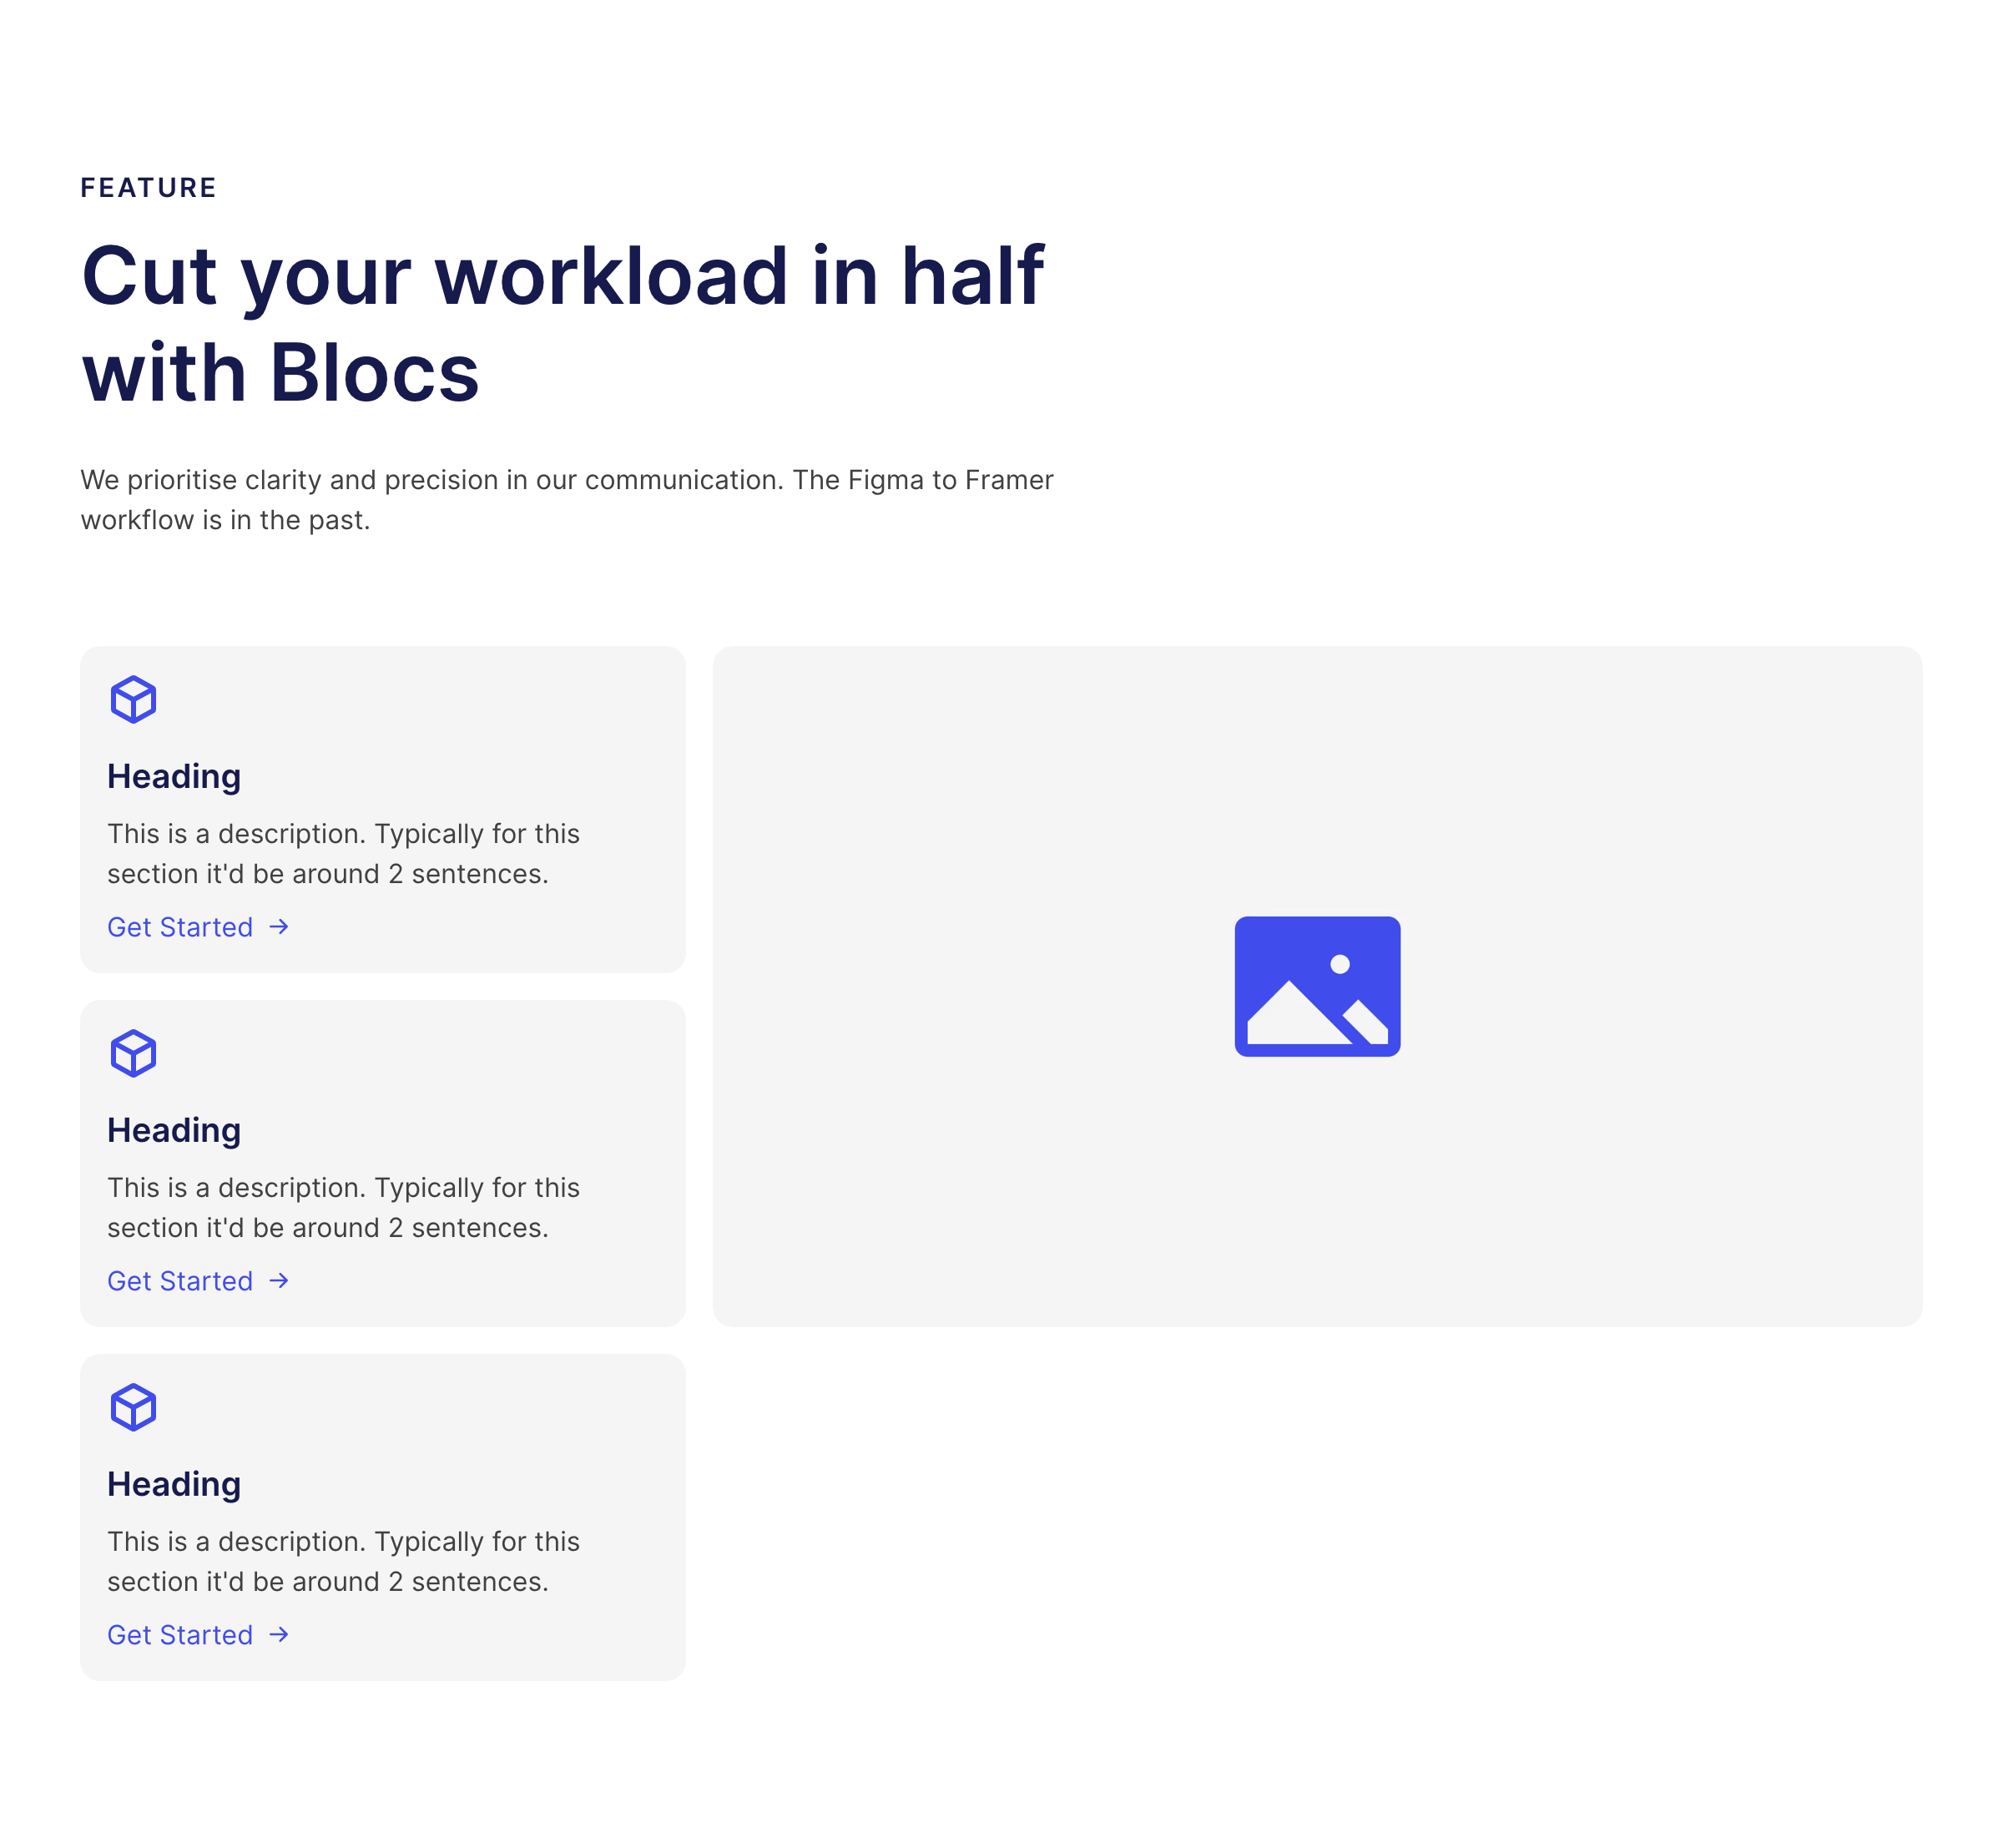 FEATURE
Cut your workload in half
with Blocs
We prioritise clarity and precision in our communication. The Figma to Framer
workflow is in the past.
Heading
This is a description. Typically for this
section it'd be around 2 sentences.
Get Started →
Heading
This is a description. Typically for this
section it'd be around 2 sentences.
Get Started →
Heading
This is a description. Typically for this
section it'd be around 2 sentences.
Get Started →